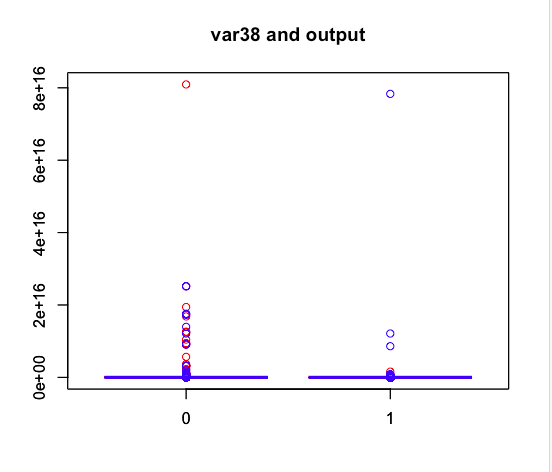 var38 and output
8e+16
6e+16
4e+16
2e+16
0e+00
0 1